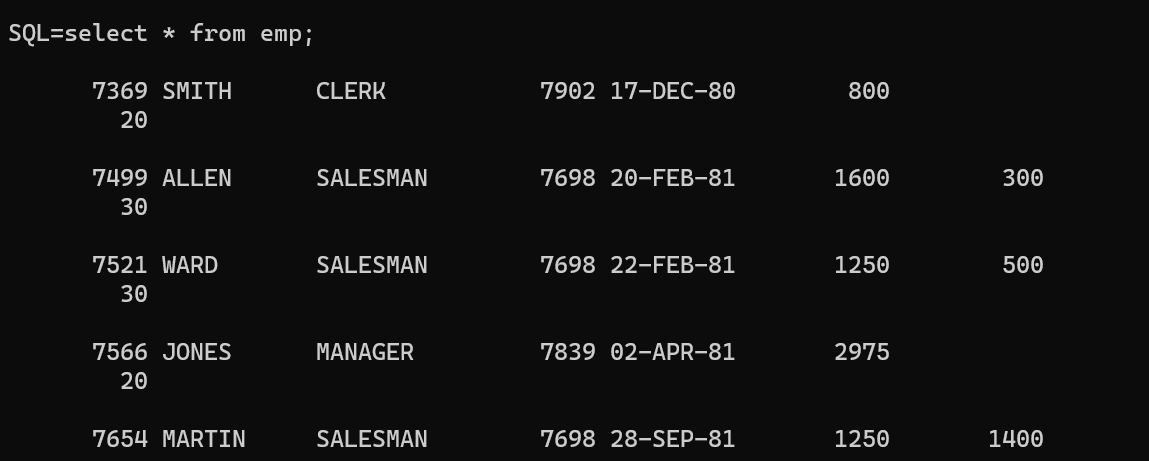 SQL=select * from emp;
7369 SMITH CLERK 7902 17-DEC-80 800
20
7499 ALLEN SALESMAN 7698 20-FEB-81 1600 300
30
7521 WARD SALESMAN 7698 22-FEB-81 1250 500
30
7566 JONES MANAGER 7839 02-APR-81 2975
20
7654 MARTIN SALESMAN 7698 28-SEP-81 1250 1400